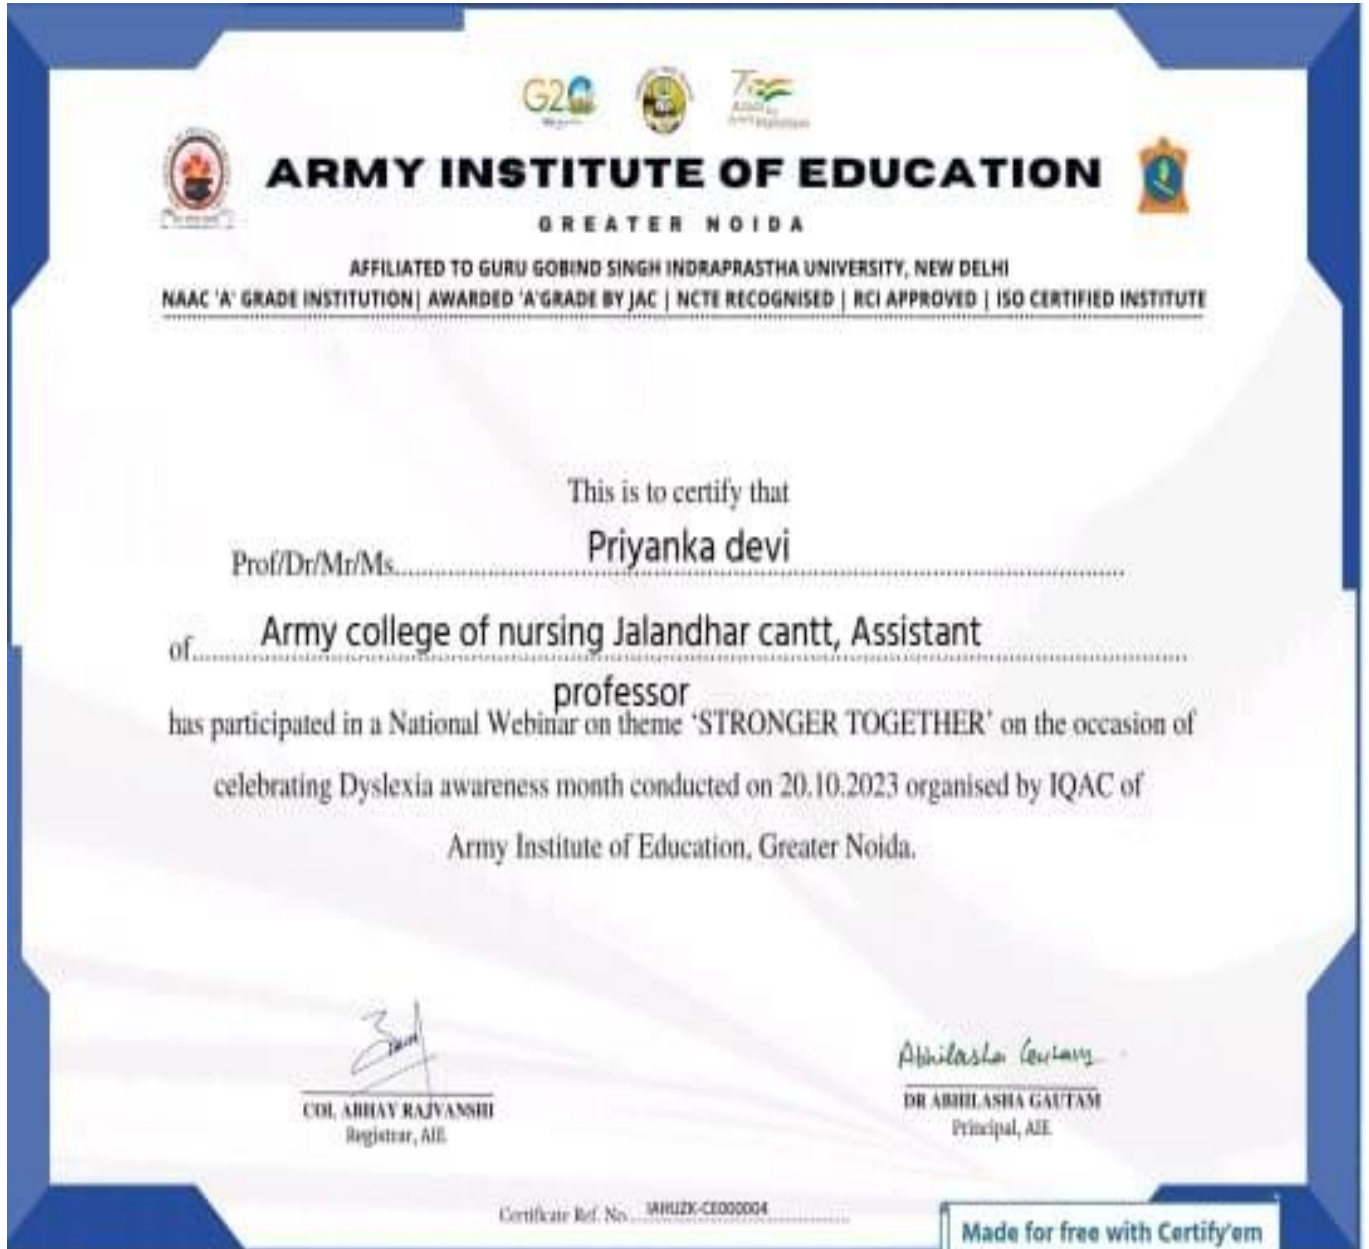 G20
ARMY INSTITUTE OF EDUCATION
GREATER NOIDA
AFFILIATED TO GURU GOBIND SINGH INDRAPRASTHA UNIVERSITY, NEW DELHI
NAAC 'A' GRADE INSTITUTION| AWARDED 'A'GRADE BY JAC | NCTE RECOGNISED | RCI APPROVED | ISO CERTIFIED INSTITUTE
This is to certify that
Prof/Dr/Mr/Ms. Priyanka devi
of Army college of nursing Jalandhar cantt, Assistant
professor
has participated in a National Webinar on theme 'STRONGER TOGETHER' on the occasion of
celebrating Dyslexia awareness month conducted on 20.10.2023 organised by IQAC of
Army Institute of Education, Greater Noida.
Abhilasha Gautam
COL ABHAY RAJVANSHI
Registrar, AIE
DR ABHILASHA GAUTAM
Principal, AIE
Certificate Ref. No. IAHUZK-CE000004
Made for free with Certify'em